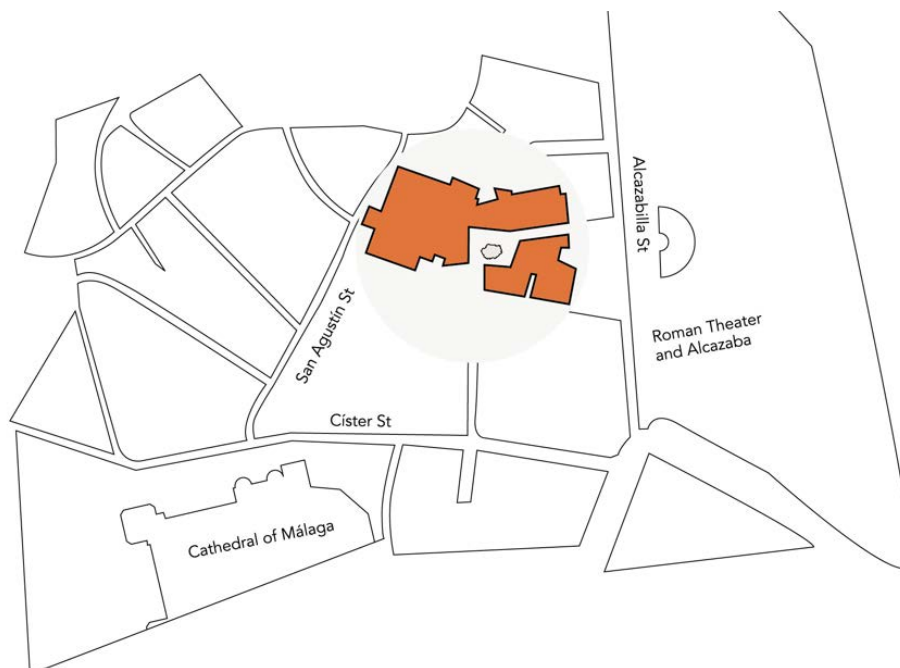 Alcazabilla St
Roman Theater
and Alcazaba
San Agustín St
Císter St
Cathedral of Málaga